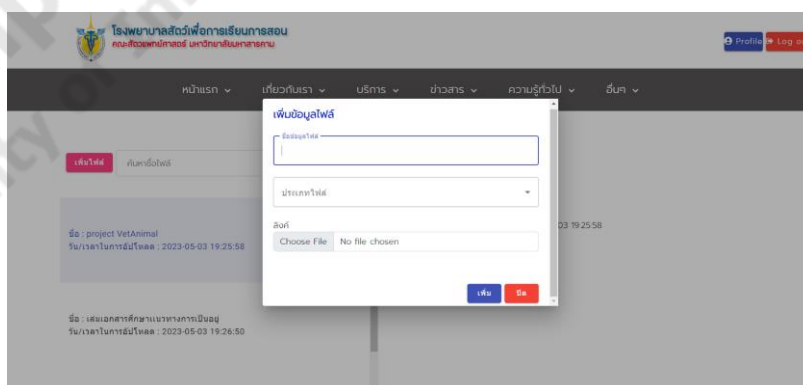 โรงพยาบาลสัตว์เพื่อการเรียนการสอน
คณะสัตวแพทย์ศาสตร์ มหาวิทยาลัยมหาสารคาม
Profile Log o
หน้าแรก เกี่ยวกับเรา บริการ ข่าวสาร ความรู้ทั่วไป อื่นๆ
เพิ่มข้อมูลไฟล์
ชื่อข้อมูลไฟล์
เพิ่มไฟล์ ค้นหาชื่อไฟล์
ประเภทไฟล์
ลิงค์
Choose File No file chosen
03 19:25:58
ชื่อ : project VetAnimal
วัน/เวลาในการอัปโหลด : 2023-05-03 19:25:58
เพิ่ม ปิด
ชื่อ : เล่มเอกสารศึกษาแนวทางการเป็นอยู่
วัน/เวลาในการอัปโหลด : 2023-05-03 19:26:50